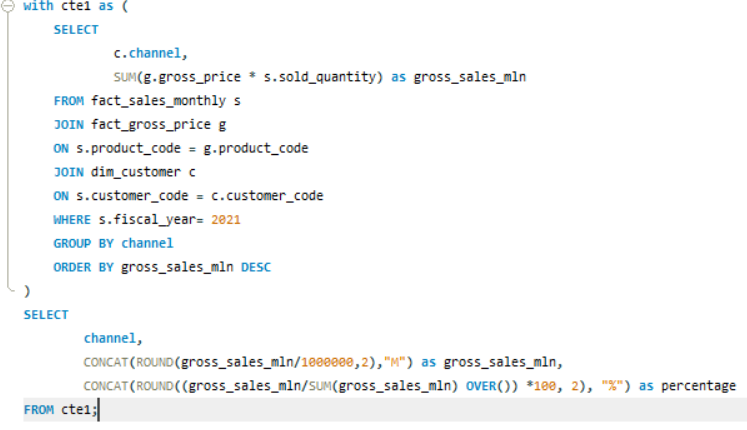 with cte1 as (
SELECT
c.channel,
SUM(g.gross_price * s.sold_quantity) as gross_sales_mln
FROM fact_sales_monthly s
JOIN fact_gross_price g
ON s.product_code = g.product_code
JOIN dim_customer c
ON s.customer_code = c.customer_code
WHERE s.fiscal_year= 2021
GROUP BY channel
ORDER BY gross_sales_mln DESC
)
SELECT
channel,
CONCAT(ROUND(gross_sales_mln/1000000,2),"M") as gross_sales_mln,
CONCAT(ROUND((gross_sales_mln/SUM(gross_sales_mln) OVER()) *100, 2), "%") as percentage
FROM cte1;